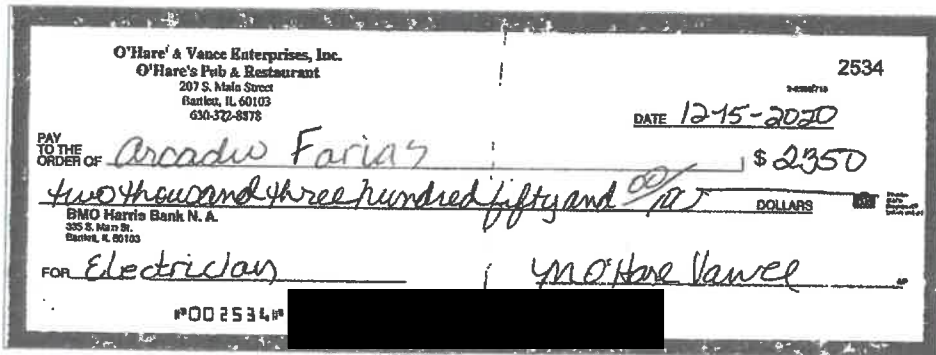 O'Hare' & Vance Enterprises, Inc.
O'Hare's Pub & Restaurant
207 S. Main Street
Bartlett, IL 60103
630-372-8878
2534
DATE 12-15-2020
PAY TO THE ORDER OF Arcadio Farias $ 2350
two thousand three hundred fifty and 00/100 DOLLARS
BMO Harris Bank N. A.
335 S. Main St.
Bartlett, IL 60103
FOR Electrician
⑈002534⑈